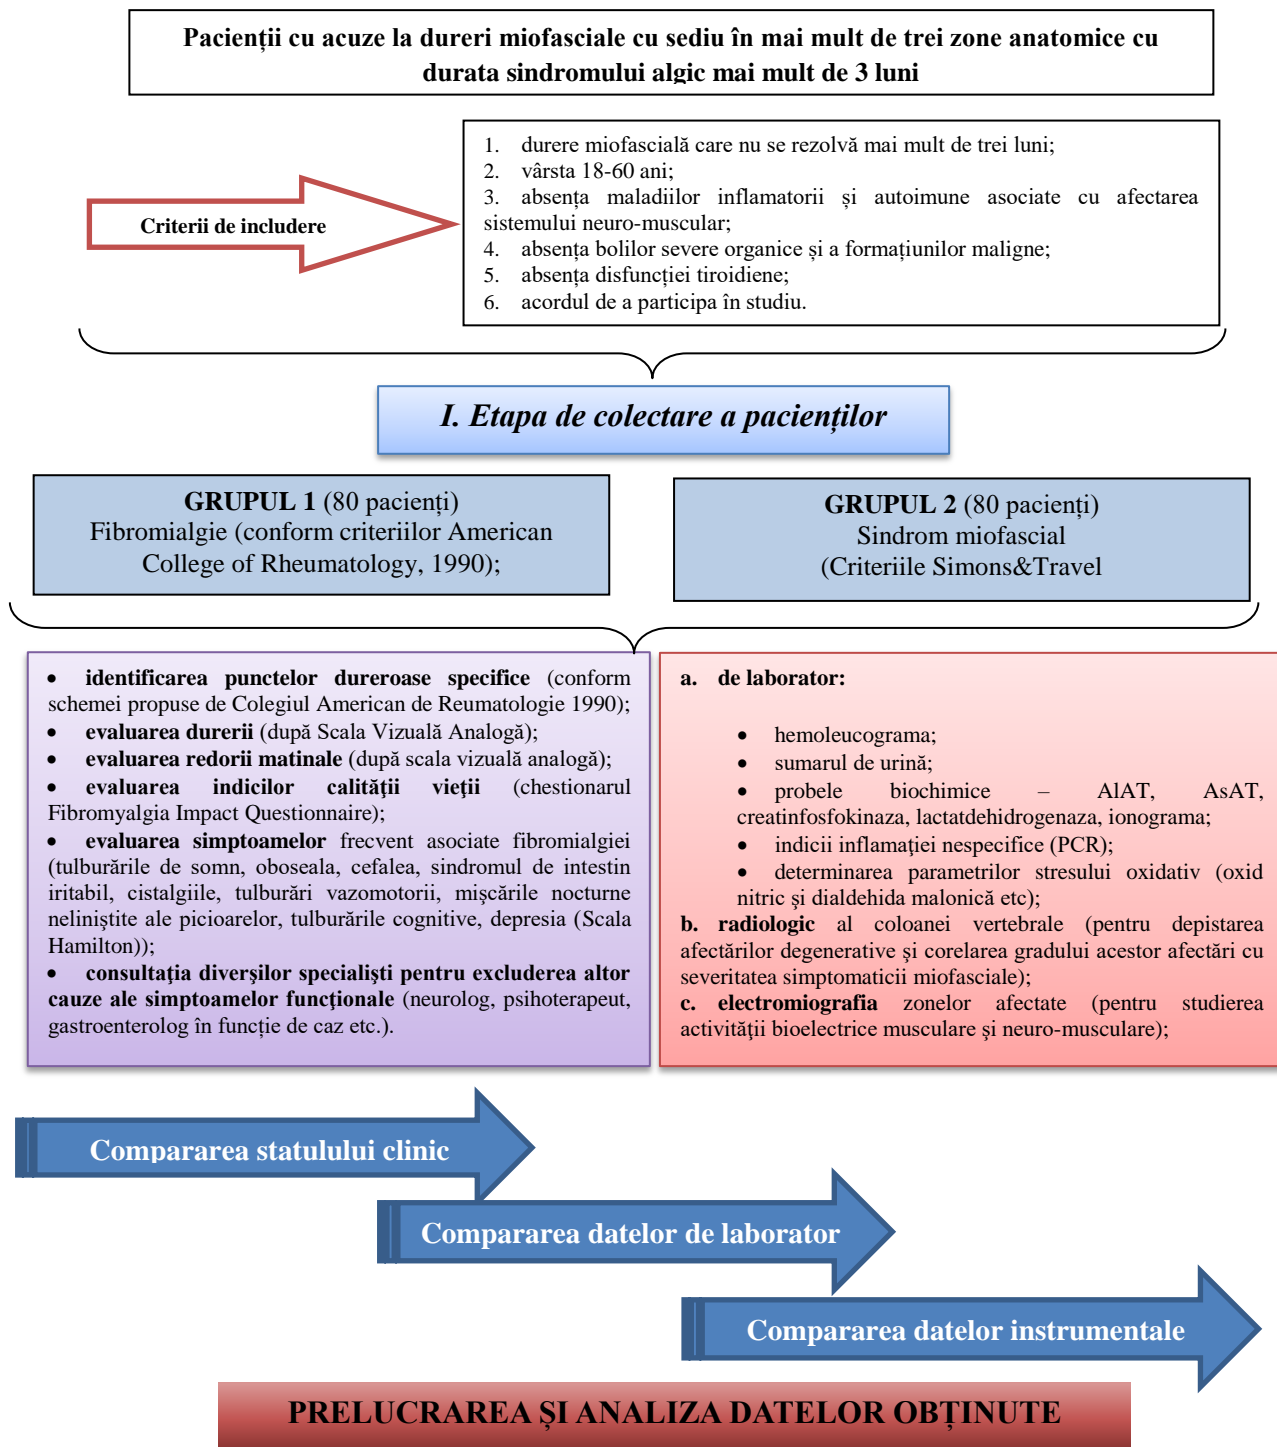 Pacienții cu acuze la dureri miofasciale cu sediu în mai mult de trei zone anatomice cu
durata sindromului algic mai mult de 3 luni
1. durere miofascială care nu se rezolvă mai mult de trei luni;
2. vârsta 18-60 ani;
3. absența maladiilor inflamatorii și autoimune asociate cu afectarea
sistemului neuro-muscular;
4. absența bolilor severe organice și a formațiunilor maligne;
5. absența disfuncției tiroidiene;
6. acordul de a participa în studiu.
Criterii de includere
I. Etapa de colectare a pacienților
GRUPUL 1 (80 pacienți)
Fibromialgie (conform criteriilor American
College of Rheumatology, 1990);
GRUPUL 2 (80 pacienți)
Sindrom miofascial
(Criteriile Simons&Travel
• identificarea punctelor dureroase specifice (conform
schemei propuse de Colegiul American de Reumatologie 1990);
• evaluarea durerii (după Scala Vizuală Analogă);
• evaluarea redorii matinale (după scala vizuală analogă);
• evaluarea indicilor calităţii vieţii (chestionarul
Fibromyalgia Impact Questionnaire);
• evaluarea simptoamelor frecvent asociate fibromialgiei
(tulburările de somn, oboseala, cefalea, sindromul de intestin
iritabil, cistalgiile, tulburări vazomotorii, mişcările nocturne
neliniştite ale picioarelor, tulburările cognitive, depresia (Scala
Hamilton));
• consultaţia diverşilor specialişti pentru excluderea altor
cauze ale simptoamelor funcţionale (neurolog, psihoterapeut,
gastroenterolog în funcţie de caz etc.).
a. de laborator:
• hemoleucograma;
• sumarul de urină;
• probele biochimice – AlAT, AsAT,
creatinfosfokinaza, lactatdehidrogenaza, ionograma;
• indicii inflamaţiei nespecifice (PCR);
• determinarea parametrilor stresului oxidativ (oxid
nitric şi dialdehida malonică etc);
b. radiologic al coloanei vertebrale (pentru depistarea
afectărilor degenerative şi corelarea gradului acestor afectări cu
severitatea simptomaticii miofasciale);
c. electromiografia zonelor afectate (pentru studierea
activităţii bioelectrice musculare şi neuro-musculare);
Compararea statulului clinic
Compararea datelor de laborator
Compararea datelor instrumentale
PRELUCRAREA ȘI ANALIZA DATELOR OBȚINUTE